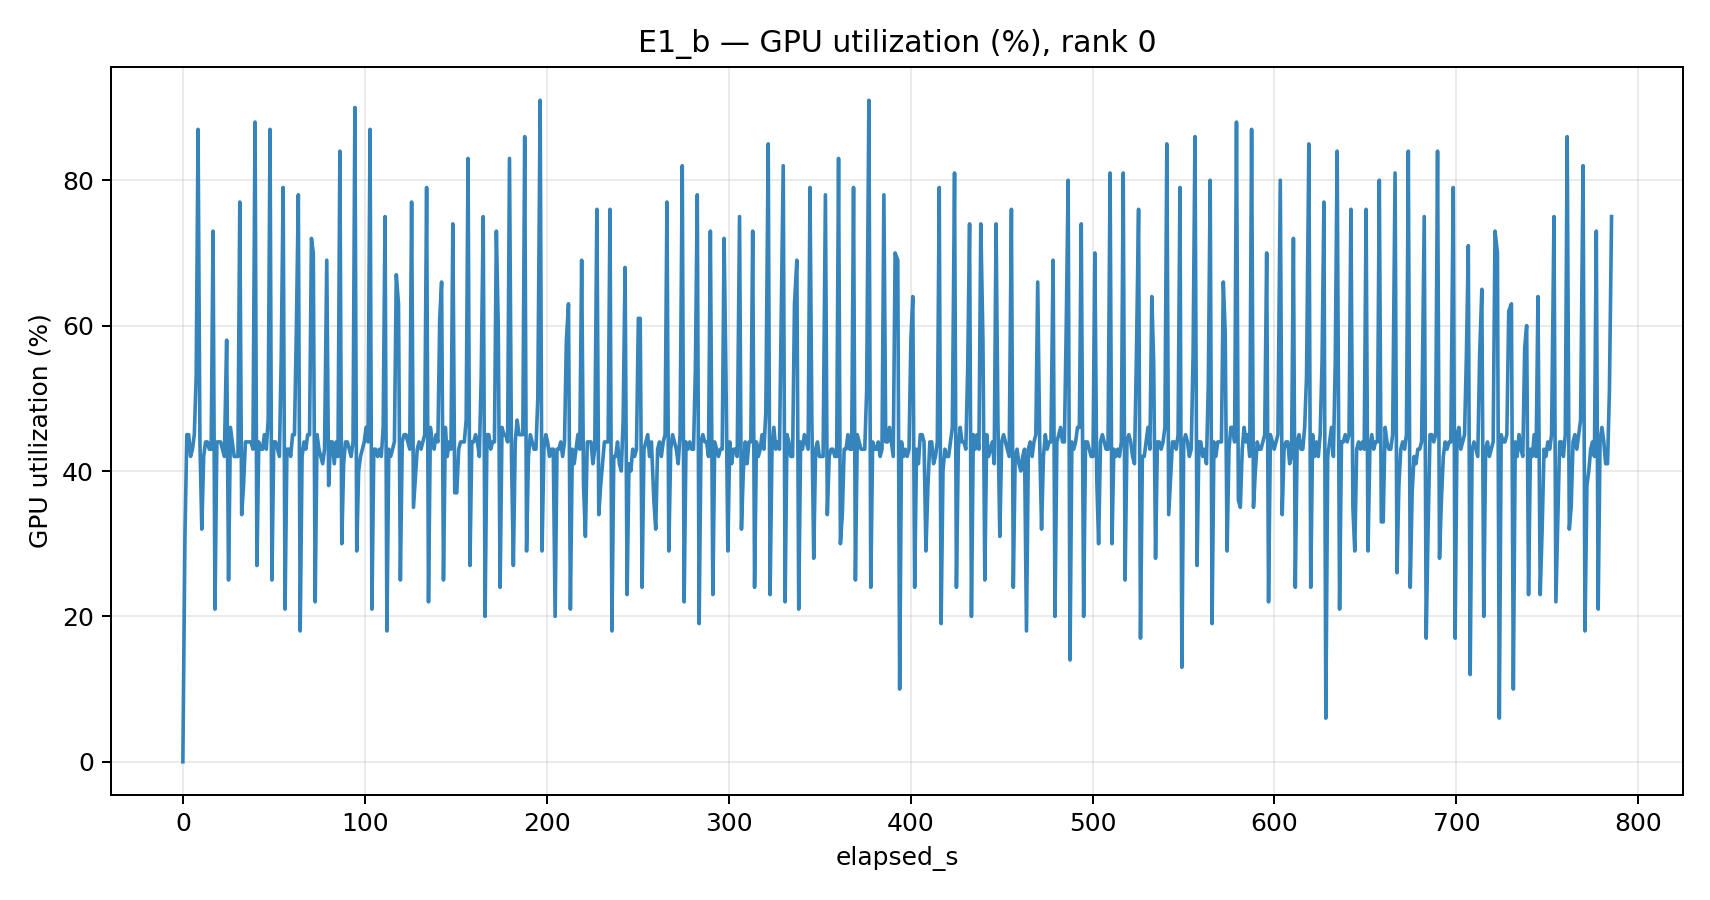 E1_b — GPU utilization (%), rank 0
GPU utilization (%)
80
60
40
20
0
0 100 200 300 400 500 600 700 800
elapsed_s